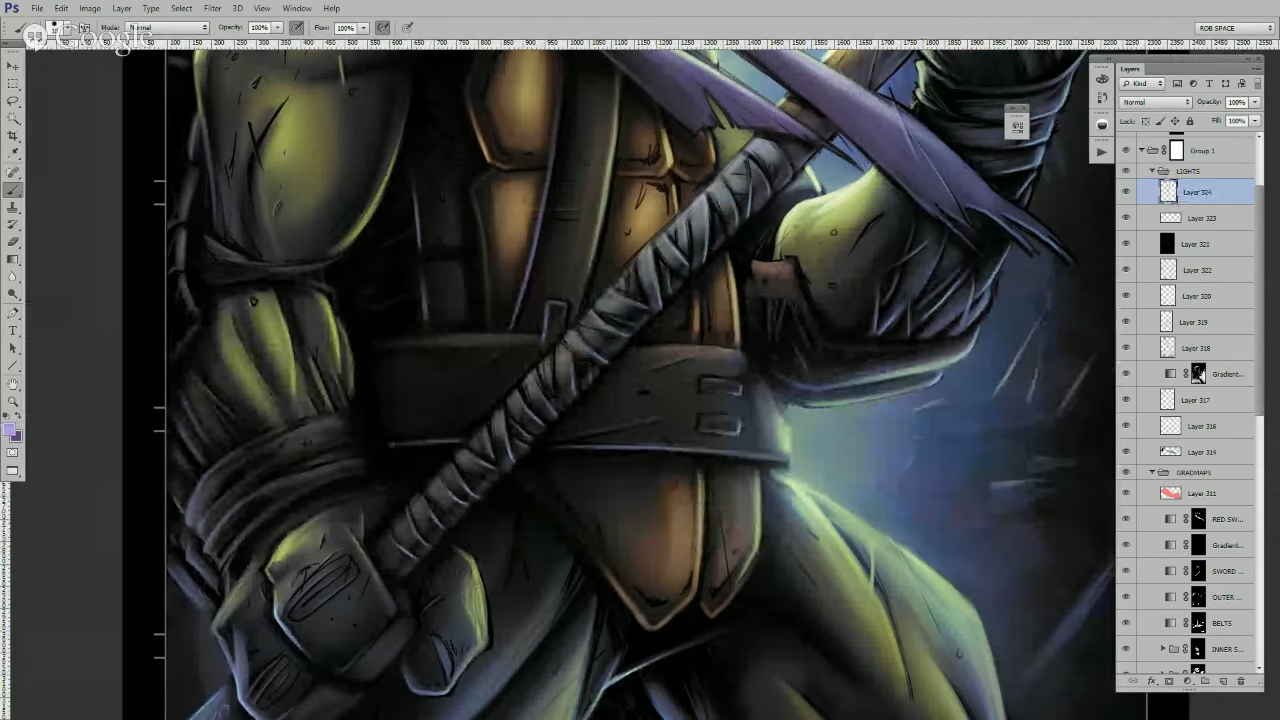 Ps File Edit Image Layer Type Select Filter 3D View Window Help
Mode: Normal Opacity: 100% Flow: 100% ROB SPACE
Google
Layers
Kind
Normal Opacity: 100%
Lock: Fill: 100%
Group 1
LIGHTS
Layer 324
Layer 323
Layer 321
Layer 322
Layer 320
Layer 319
Layer 318
Gradient...
Layer 317
Layer 316
Layer 314
GRADMAPS
Layer 311
RED SW...
Gradient...
SWORD ...
OUTER ...
BELTS
INNER S...